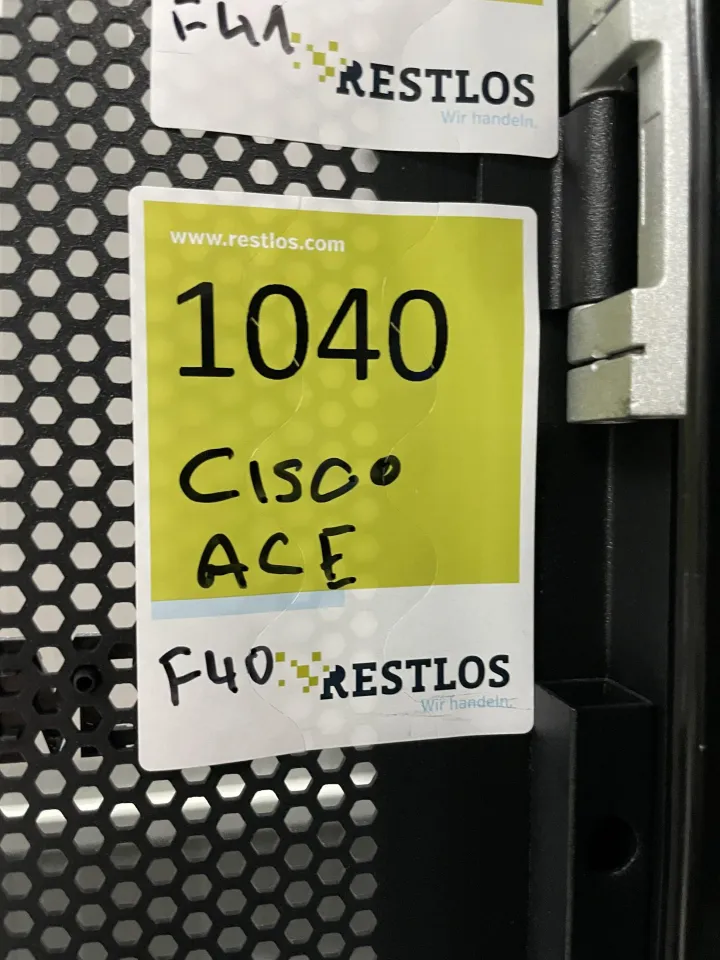 F41
RESTLOS
Wir handeln.
www.restlos.com
1040
CISCO
ACE
F40 RESTLOS
Wir handeln.